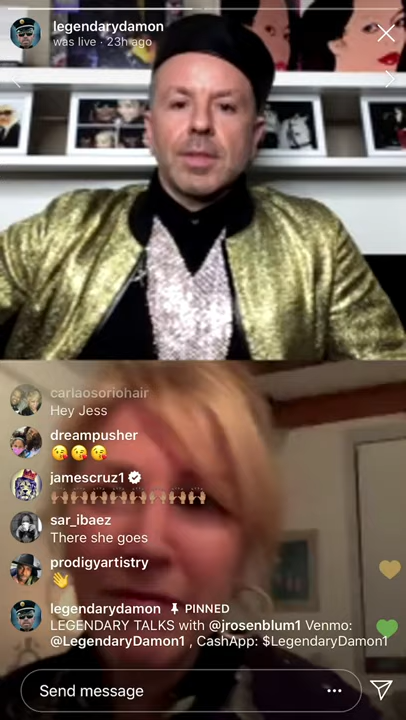 legendarydamon
was live · 23h ago
carlaosoriohair
Hey Jess
dreampusher
😘😘😘
jamescruz1
🙌🏽🙌🏽🙌🏽🙌🏽🙌🏽🙌🏽🙌🏽🙌🏽🙌🏽🙌🏽
sar_ibaez
There she goes
prodigyartistry
👋
legendarydamon PINNED
LEGENDARY TALKS with @jrosenblum1 Venmo:
@LegendaryDamon1 , CashApp: $LegendaryDamon1
Send message